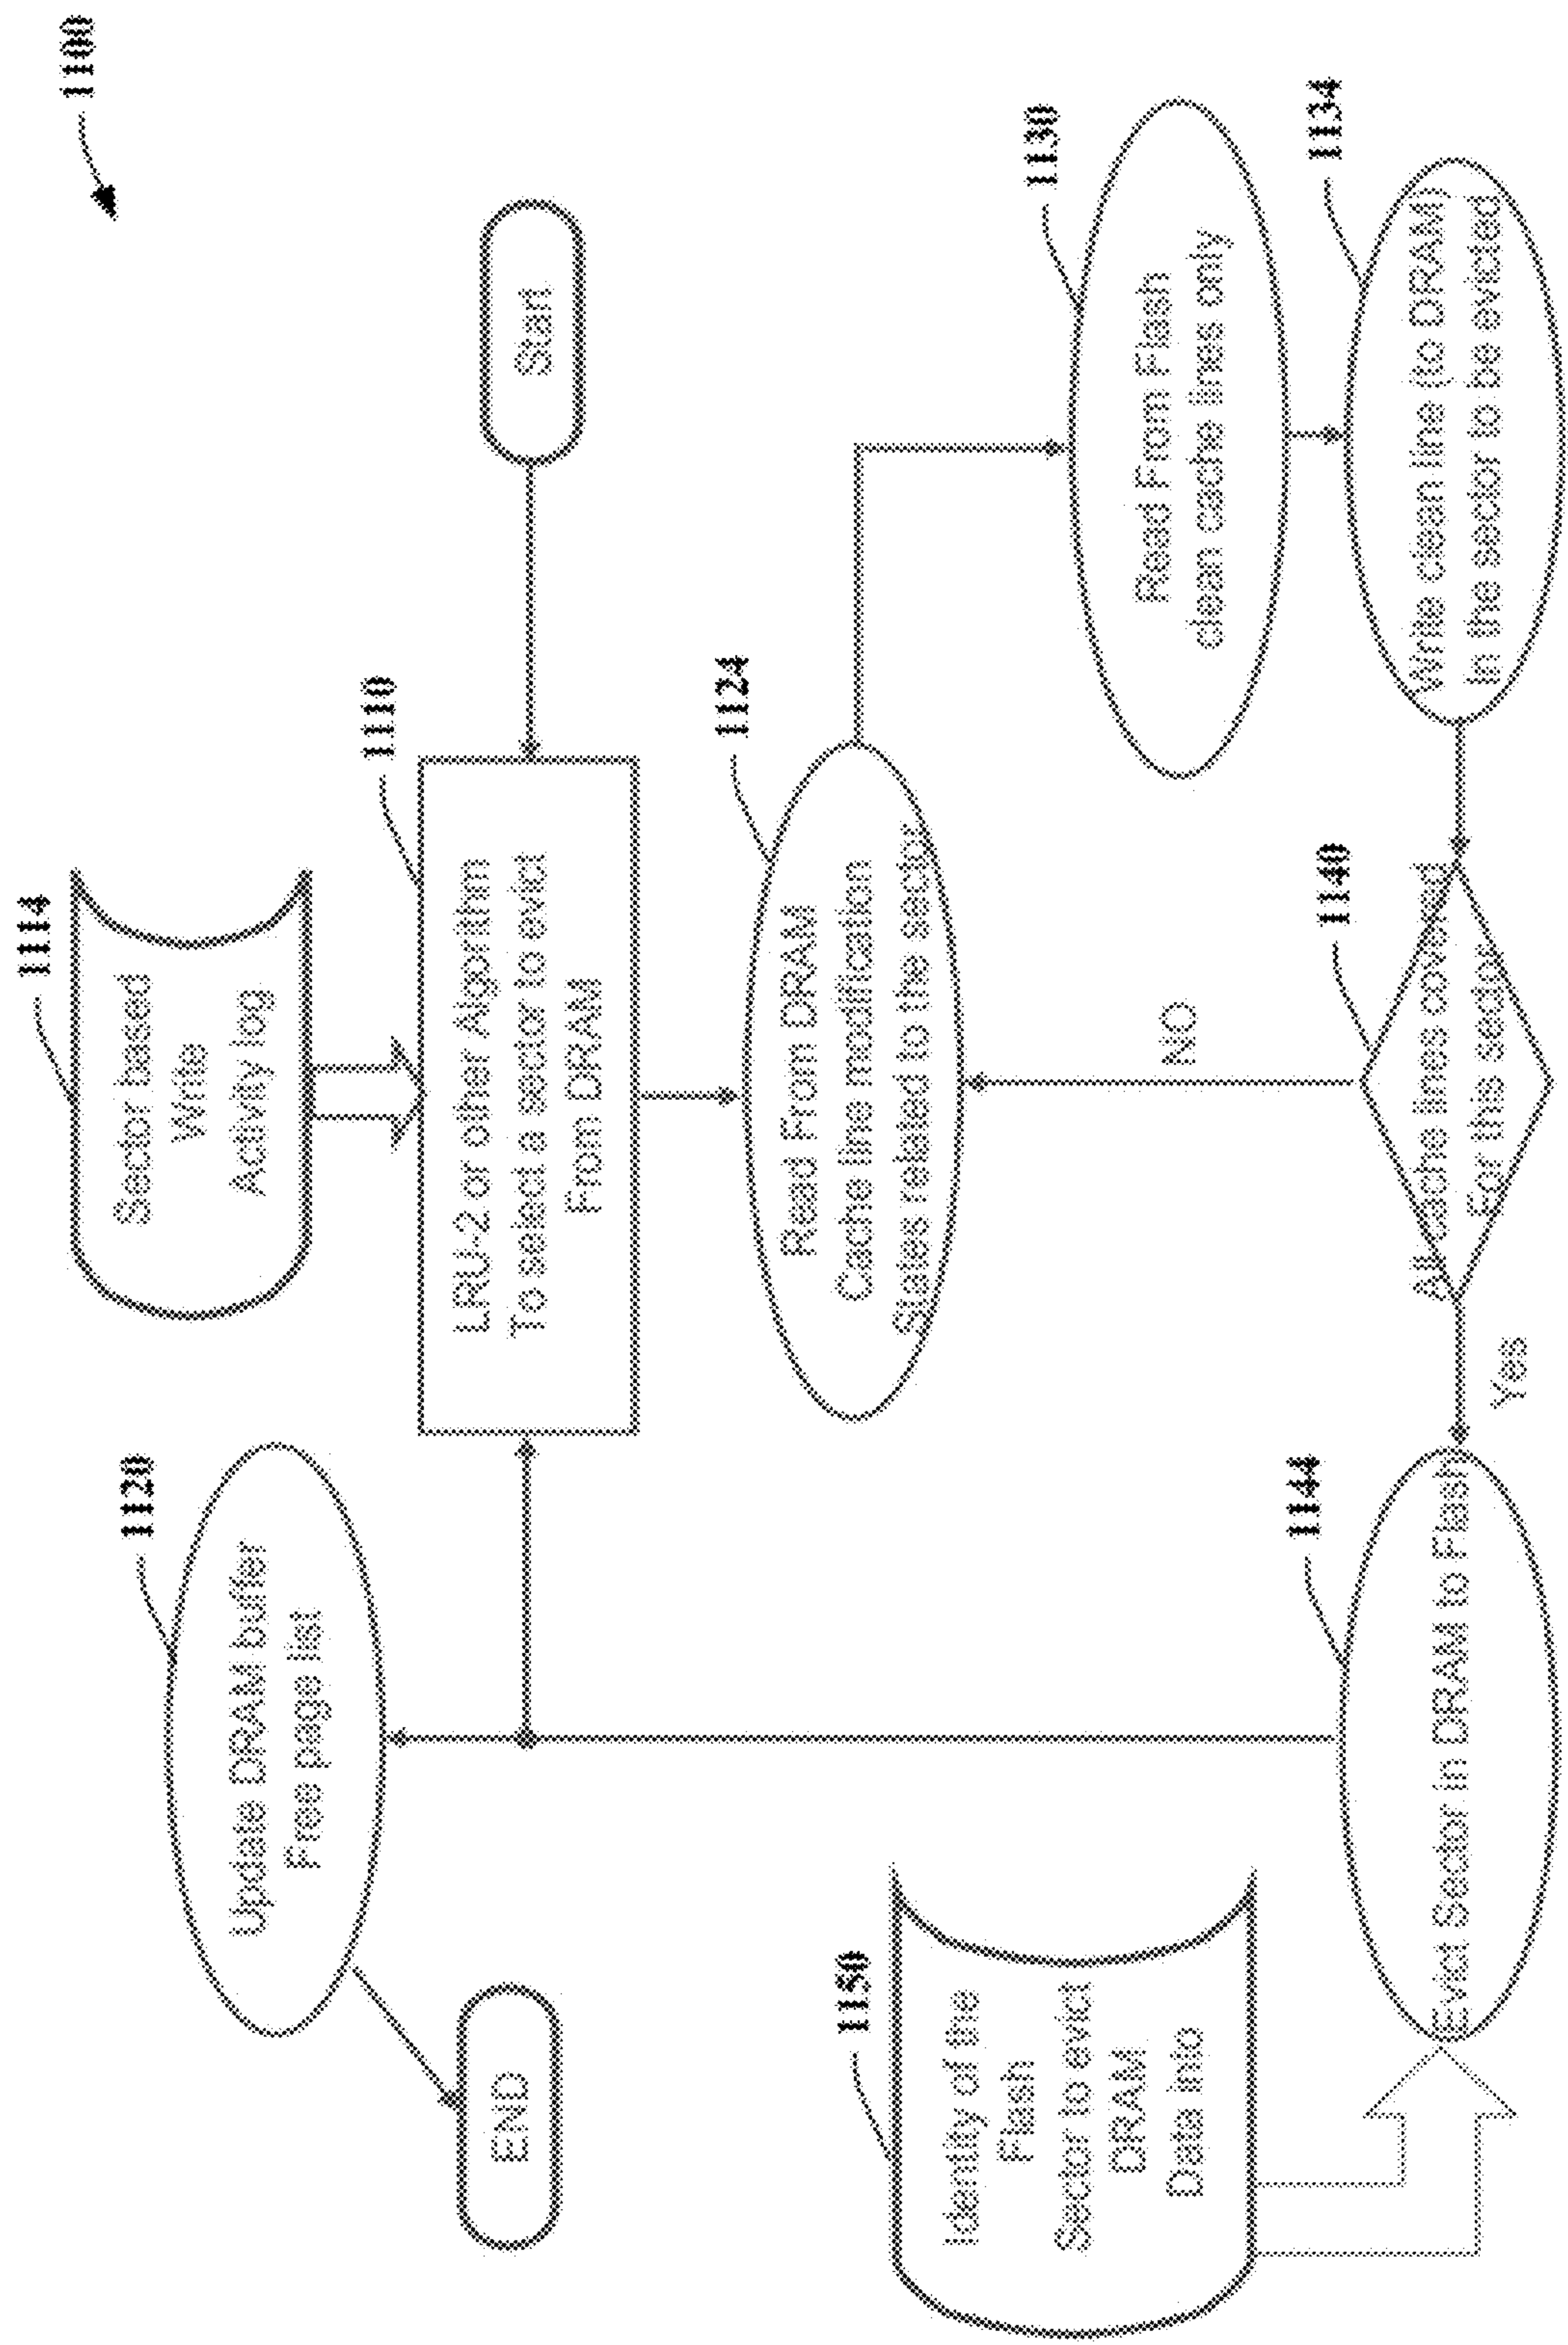 1100
1114
Sector based
Write
Activity log
1120
Update DRAM buffer
Free page list
1110
LRU-2 or other Algorithm
To select a sector to evict
From DRAM
Start
END
1124
Read From DRAM
Cache line modification
States related to the sector
1130
Read From Flash
clean cache lines only
1150
Identity of the
Flash
Sector to evict
DRAM
Data into
NO
1144
Evict Sector in DRAM to Flash
Yes
1140
All cache lines covered
For this sector
1134
Write clean line (to DRAM)
In the sector to be evicted